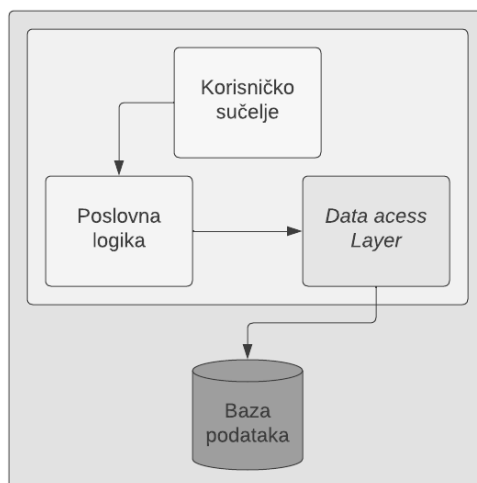 Korisničko
sučelje
Poslovna
logika
Data acess
Layer
Baza
podataka